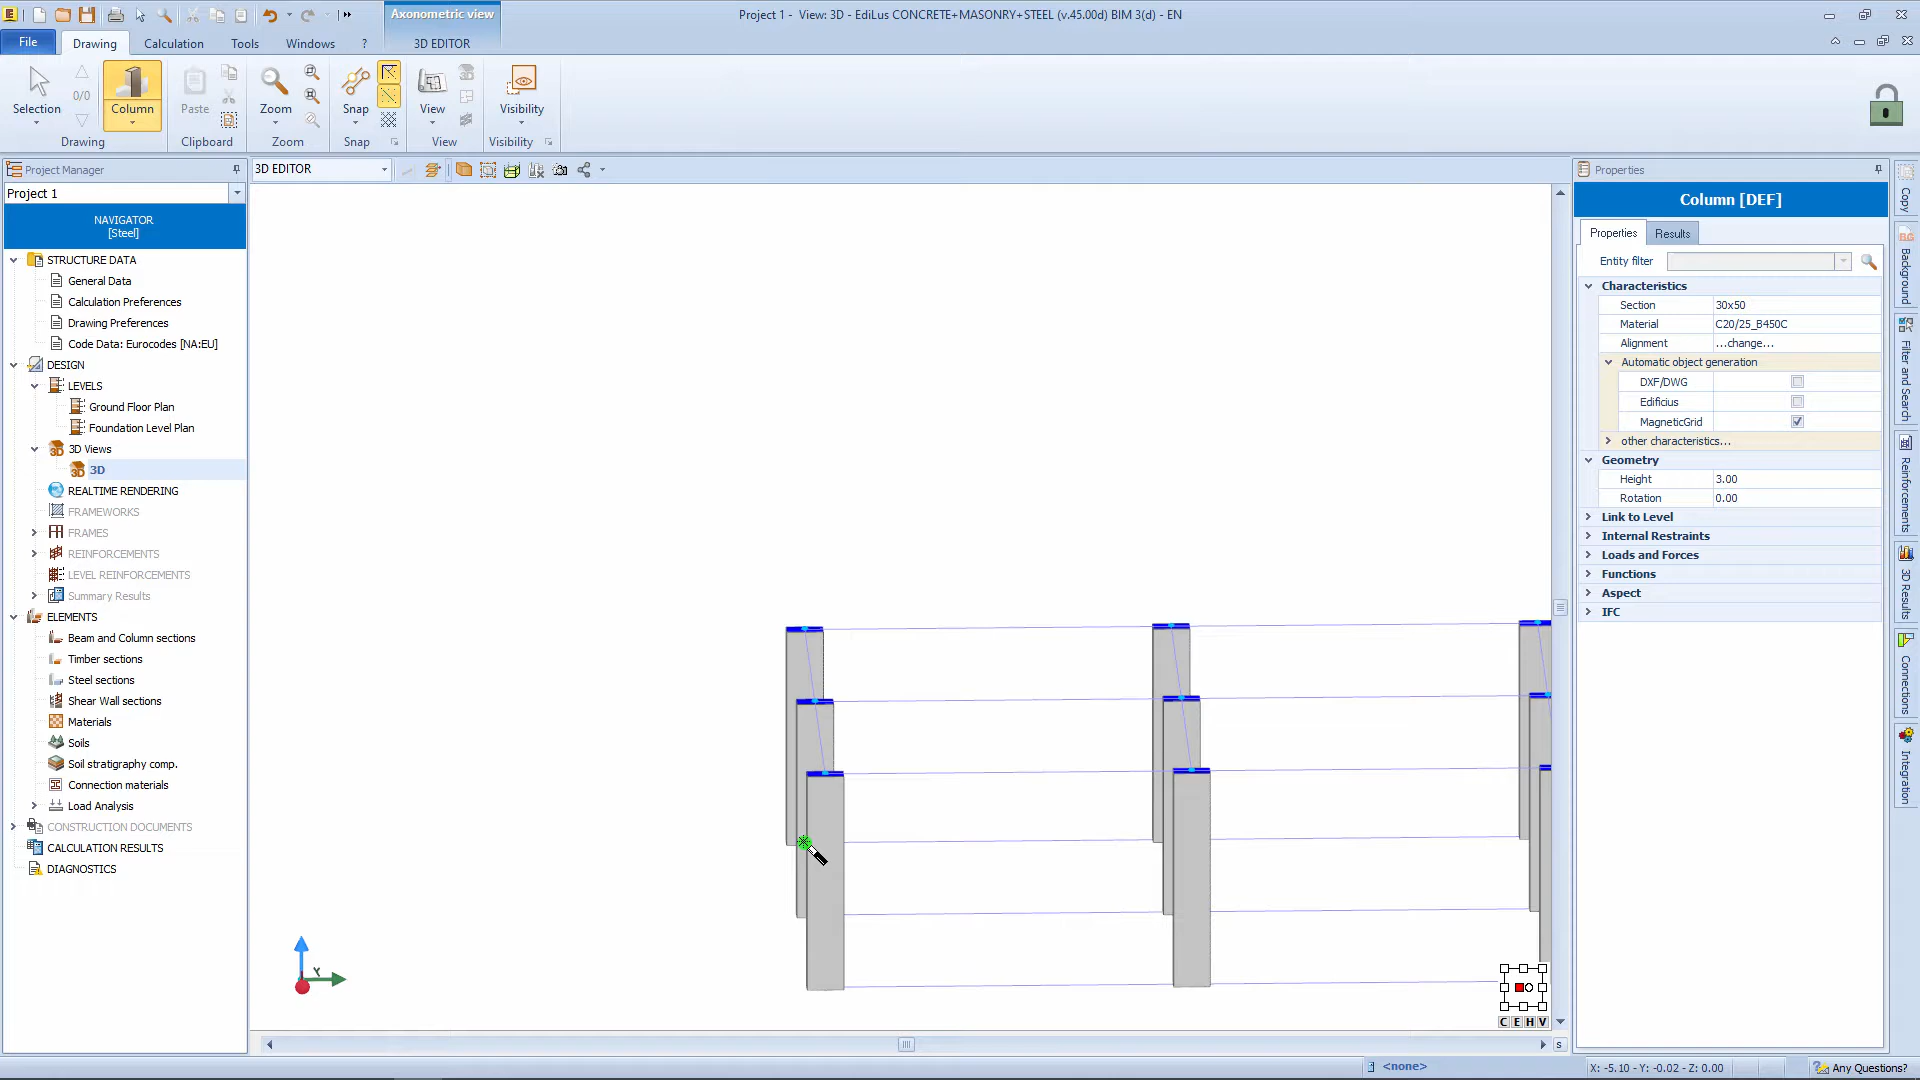 Axonometric view
Project 1 - View: 3D - EdiLus CONCRETE+MASONRY+STEEL (v.45.00d) BIM 3(d) - EN
File
Drawing
Calculation
Tools
Windows
?
3D EDITOR
Selection
0/0
Column
Paste
Zoom
Snap
View
Visibility
Drawing
Clipboard
Zoom
Snap
View
Visibility
Project Manager
Project 1
NAVIGATOR
[Steel]
STRUCTURE DATA
General Data
Calculation Preferences
Drawing Preferences
Code Data: Eurocodes [NA:EU]
DESIGN
LEVELS
Ground Floor Plan
Foundation Level Plan
3D Views
3D
REALTIME RENDERING
FRAMEWORKS
FRAMES
REINFORCEMENTS
LEVEL REINFORCEMENTS
Summary Results
ELEMENTS
Beam and Column sections
Timber sections
Steel sections
Shear Wall sections
Materials
Soils
Soil stratigraphy comp.
Connection materials
Load Analysis
CONSTRUCTION DOCUMENTS
CALCULATION RESULTS
DIAGNOSTICS
3D EDITOR
Y
C E H V
S
Properties
Column [DEF]
Properties
Results
Entity filter
Characteristics
Section 30x50
Material C20/25_B450C
Alignment ...change...
Automatic object generation
DXF/DWG
Edificius
MagneticGrid
other characteristics...
Geometry
Height 3.00
Rotation 0.00
Link to Level
Internal Restraints
Loads and Forces
Functions
Aspect
IFC
Copy
Background
Filter and Search
Reinforcements
3D Results
Connections
Integration
<none>
X: -5.10 - Y: -0.02 - Z: 0.00
Any Questions?